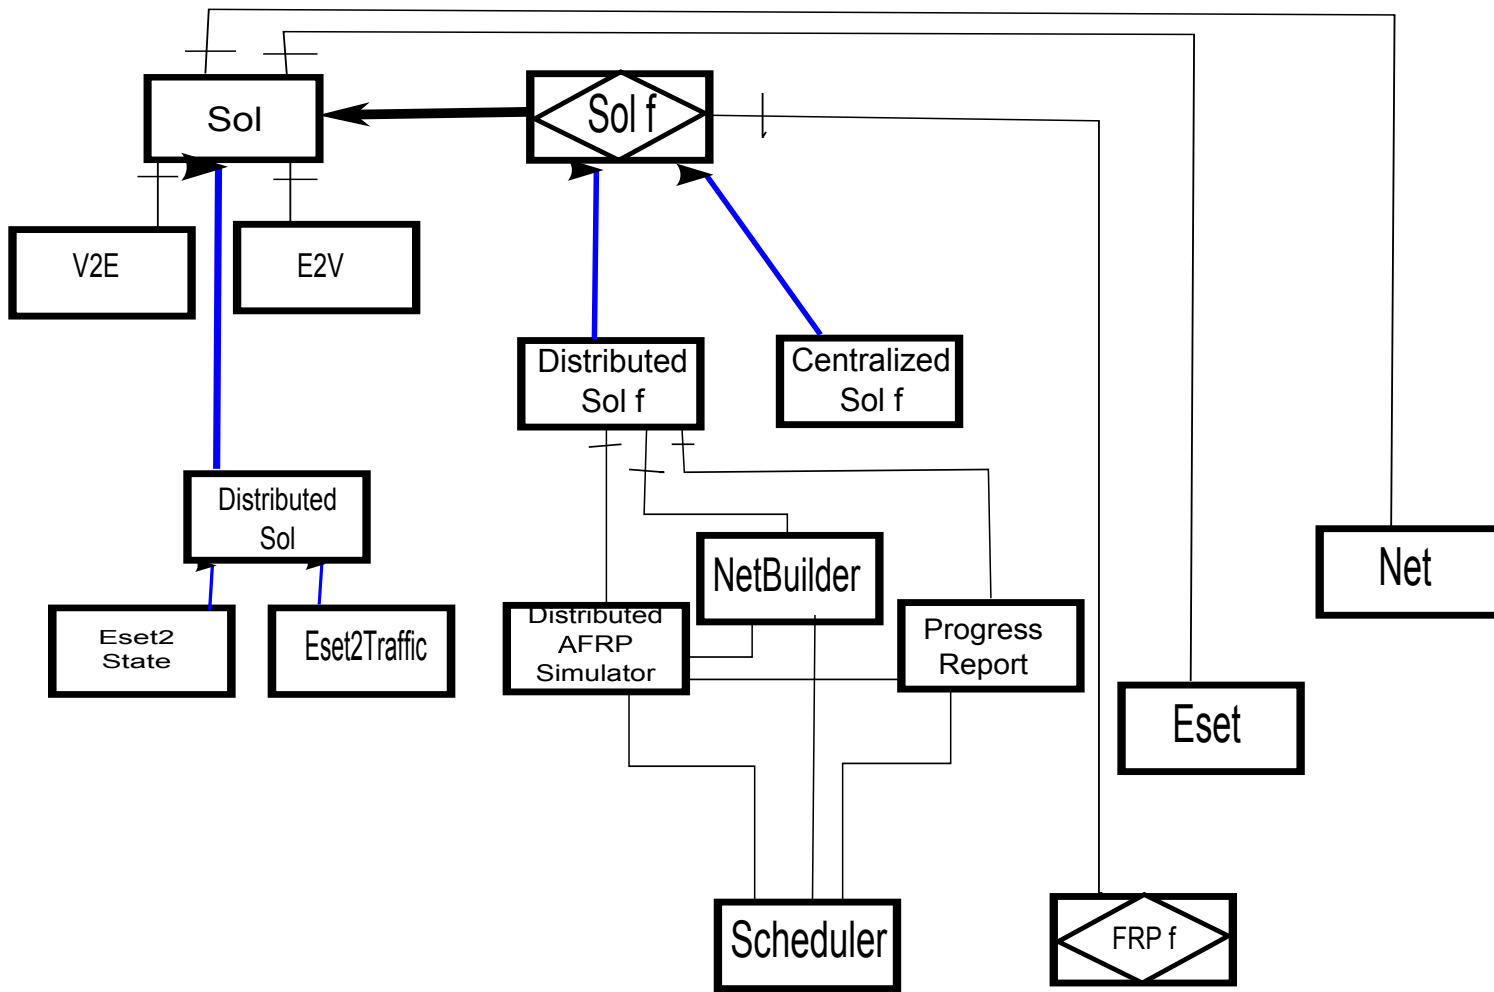 Sol
Sol f
V2E
E2V
Distributed
Sol f
Centralized
Sol f
Distributed
Sol
NetBuilder
Net
Distributed
AFRP
Simulator
Progress
Report
Eset2
State
Eset2Traffic
Eset
Scheduler
FRP f